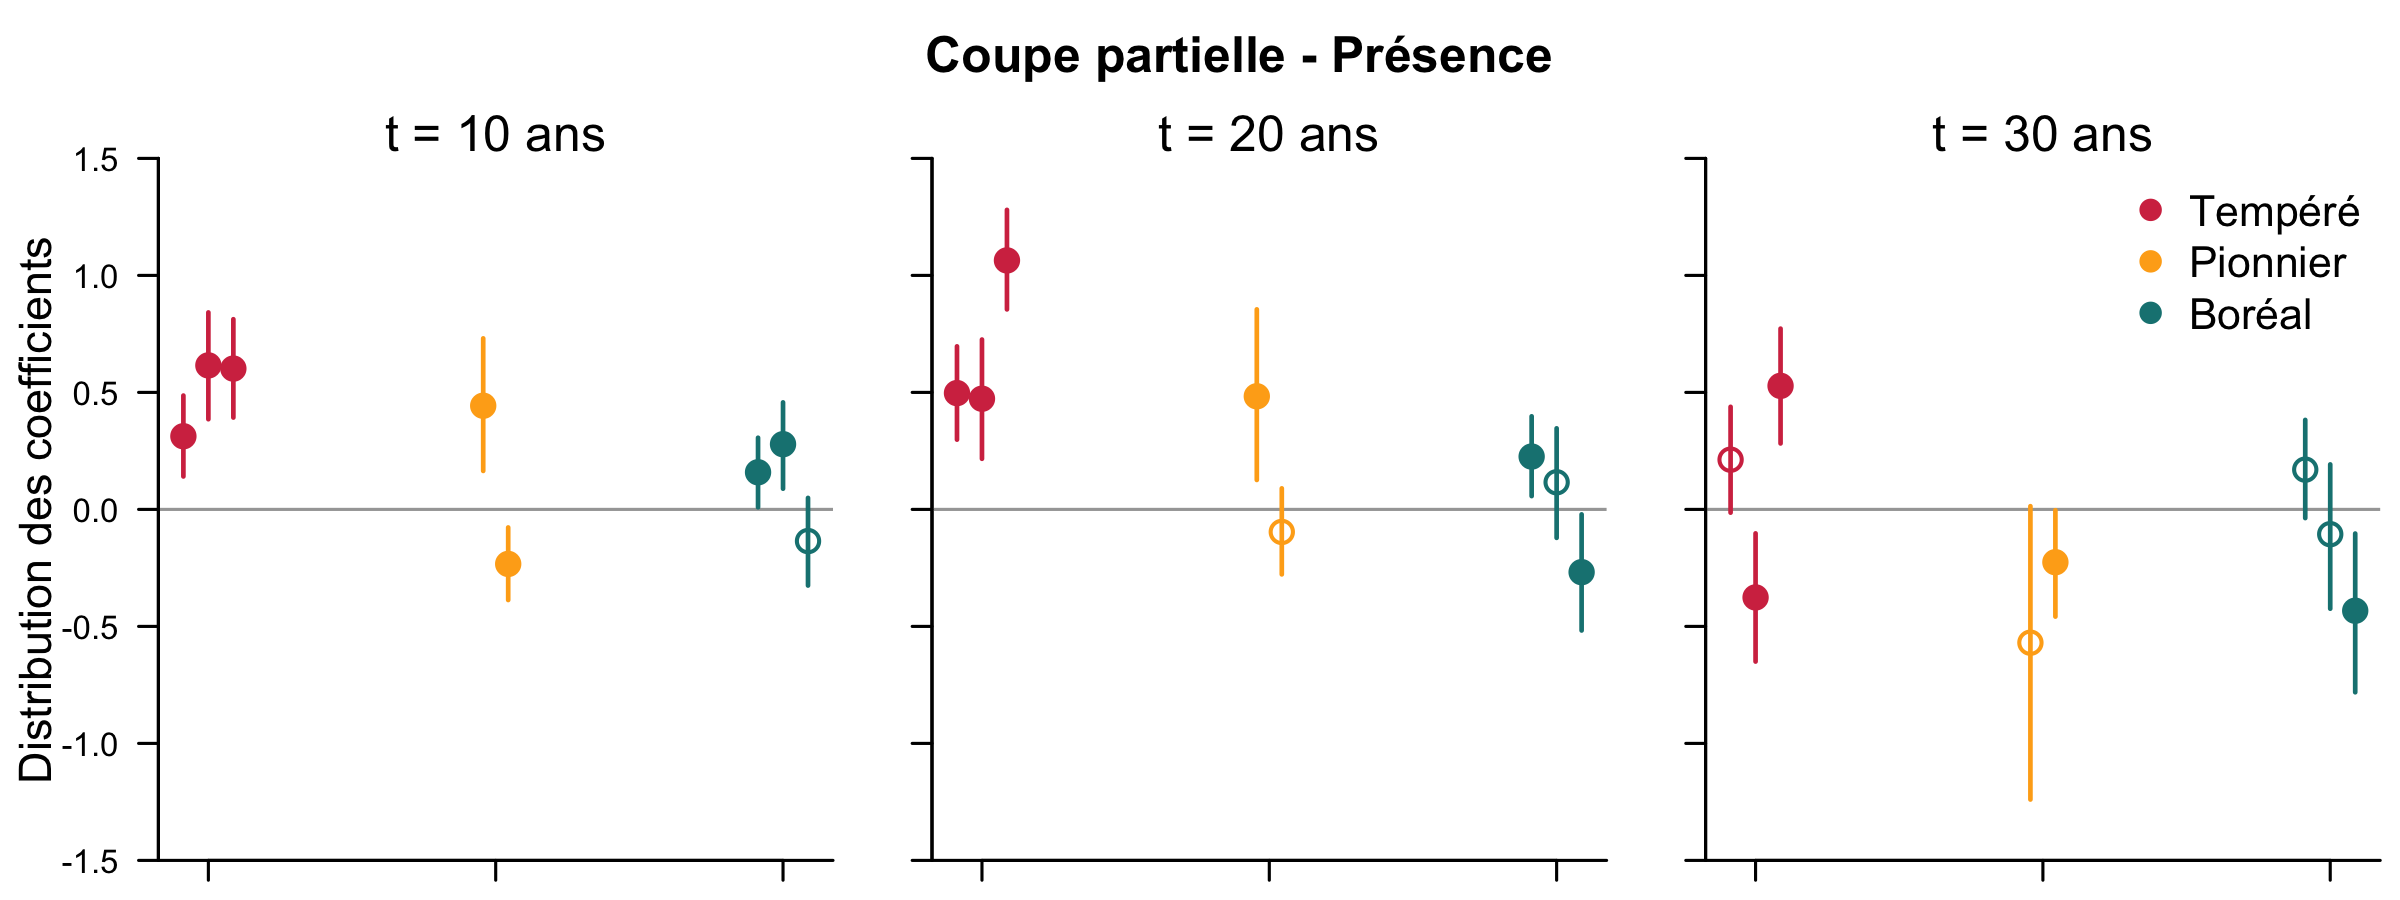 Coupe partielle - Présence
t = 10 ans
t = 20 ans
t = 30 ans
Distribution des coefficients
1.5
1.0
0.5
0.0
-0.5
-1.0
-1.5
Tempéré
Pionnier
Boréal